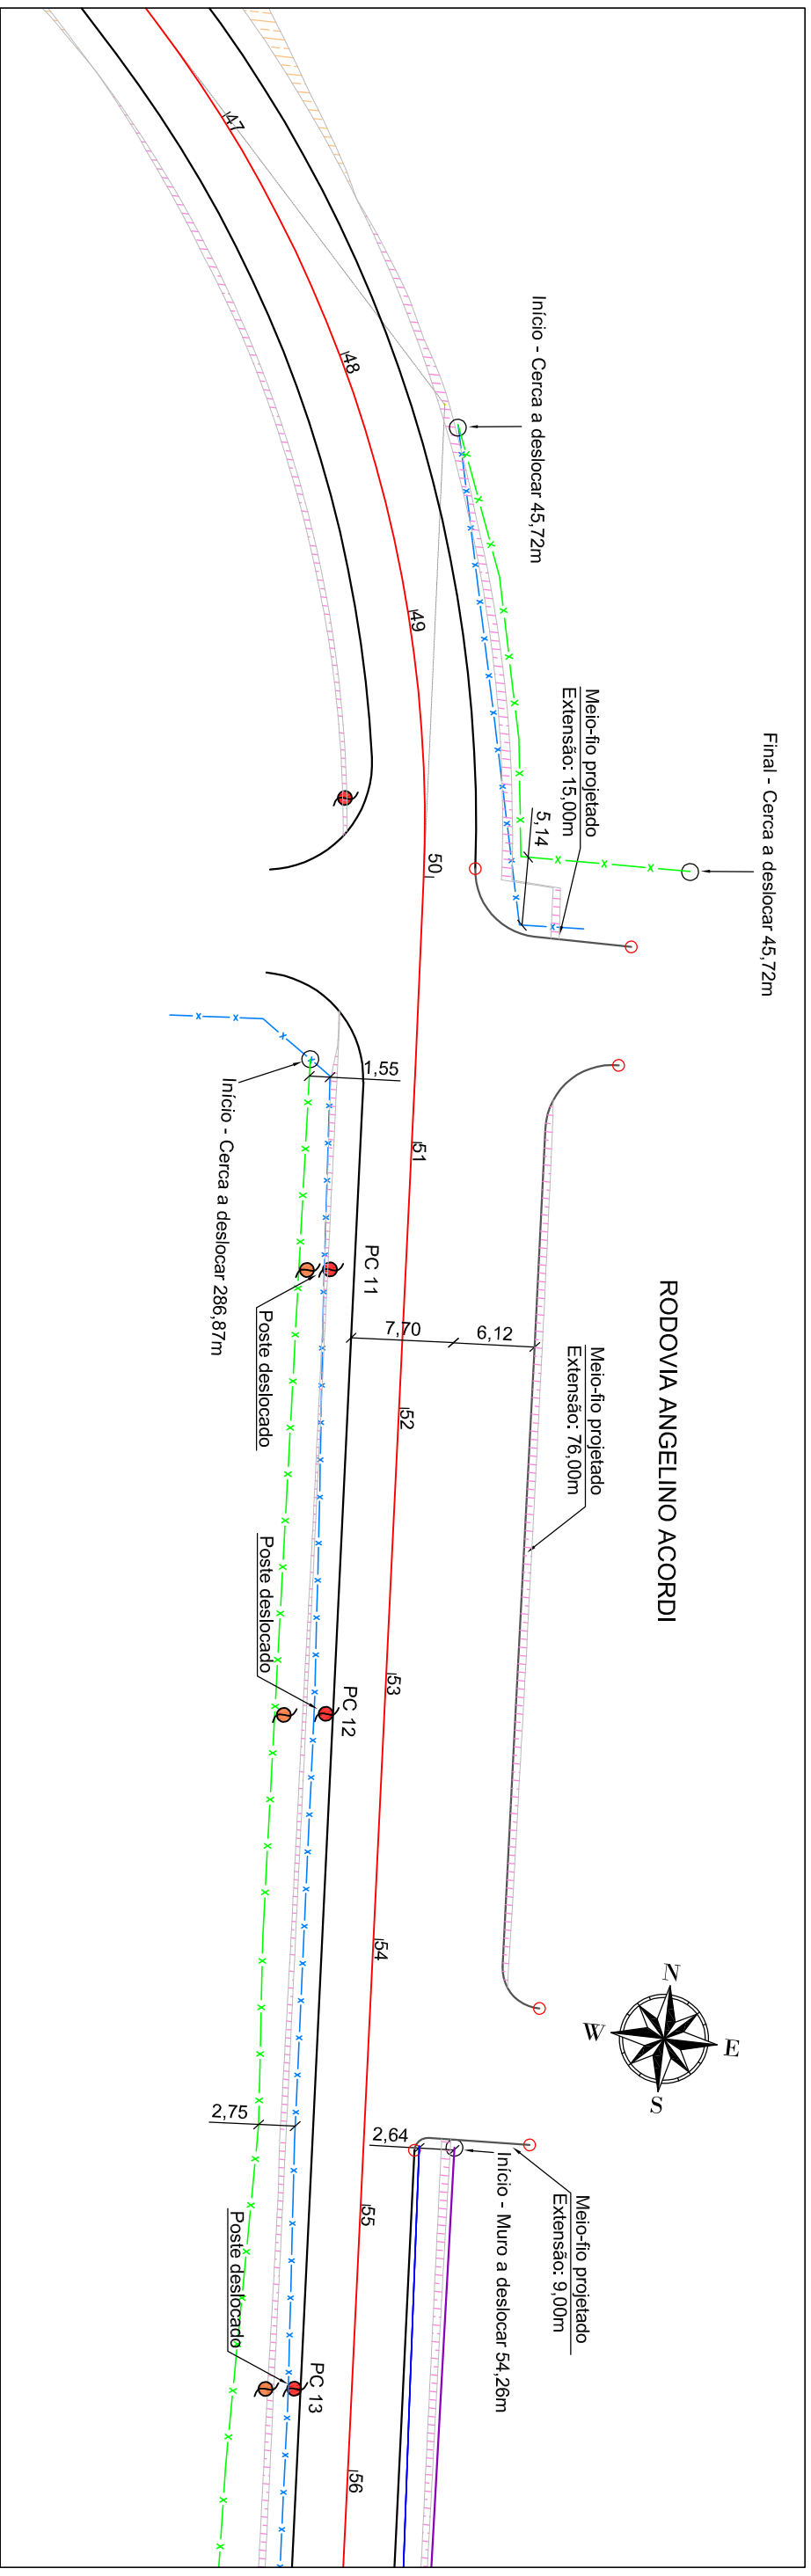 47
48
Início - Cerca a deslocar 45,72m
49
Meio-fio projetado
Extensão: 15,00m
Final - Cerca a deslocar 45,72m
5,14
50
1,55
Início - Cerca a deslocar 286,87m
51
PC 11
Poste deslocado
7,70
6,12
RODOVIA ANGELINO ACORDI
Meio-fio projetado
Extensão: 76,00m
52
Poste deslocado
53
PC 12
54
N
W
E
S
2,75
2,64
Início - Muro a deslocar 54,26m
Meio-fio projetado
Extensão: 9,00m
55
Poste deslocado
PC 13
56